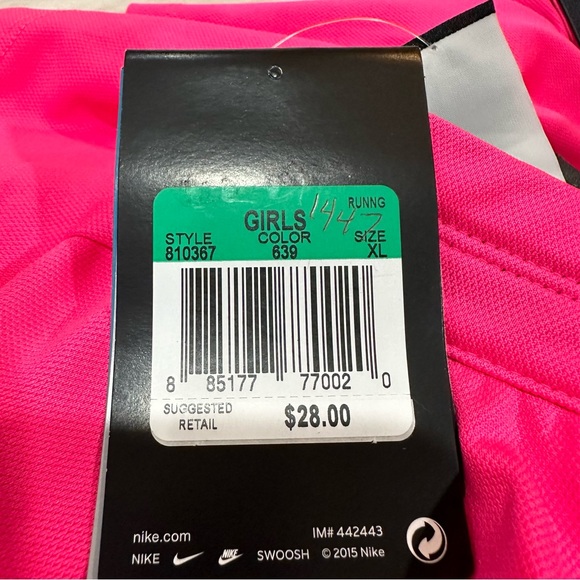 RUNNG
GIRLS 1447
STYLE COLOR SIZE
810367 639 XL
8 85177 77002 0
SUGGESTED RETAIL $28.00
nike.com IM# 442443
NIKE NIKE SWOOSH © 2015 Nike